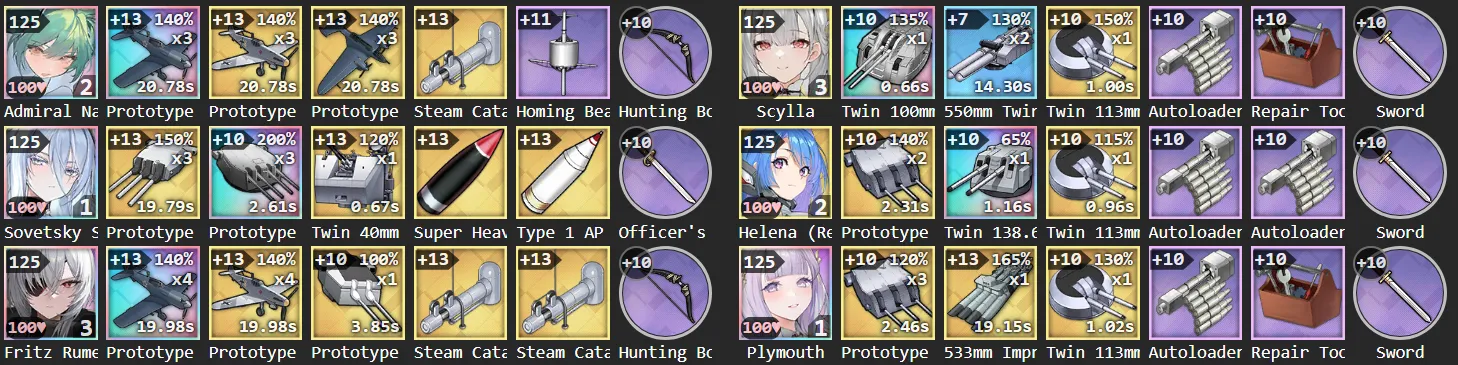 125 +13 140% +13 140% +13 140% +13 +11 +10 125 +10 135% +7 130% +10 150% +10 +10 +10
x3 x3 x3 x1 x2 x1
100♥ 2 20.78s 20.78s 20.78s 100♥ 3 0.66s 14.30s 1.00s
Admiral Na Prototype Prototype Prototype Steam Cata Homing Bea Hunting Bo Scylla Twin 100mm 550mm Twin Twin 113mm Autoloader Repair Too Sword
125 +13 150% +10 200% +13 120% +13 +13 +10 125 +10 140% +10 65% +10 115% +10 +10 +10
x3 x3 x1 x2 x1 x1
100♥ 1 19.79s 2.61s 0.67s 100♥ 2 2.31s 1.16s 0.96s
Sovetsky S Prototype Prototype Twin 40mm Super Heav Type 1 AP Officer's Helena (Re Prototype Twin 138.6 Twin 113mm Autoloader Autoloader Sword
125 +13 140% +13 140% +10 100% +13 +13 +10 125 +10 120% +13 165% +10 130% +10 +10 +10
x4 x4 x1 x3 x1 x1
100♥ 3 19.98s 19.98s 3.85s 100♥ 1 2.46s 19.15s 1.02s
Fritz Rume Prototype Prototype Prototype Steam Cata Steam Cata Hunting Bo Plymouth Prototype 533mm Impr Twin 113mm Autoloader Repair Too Sword